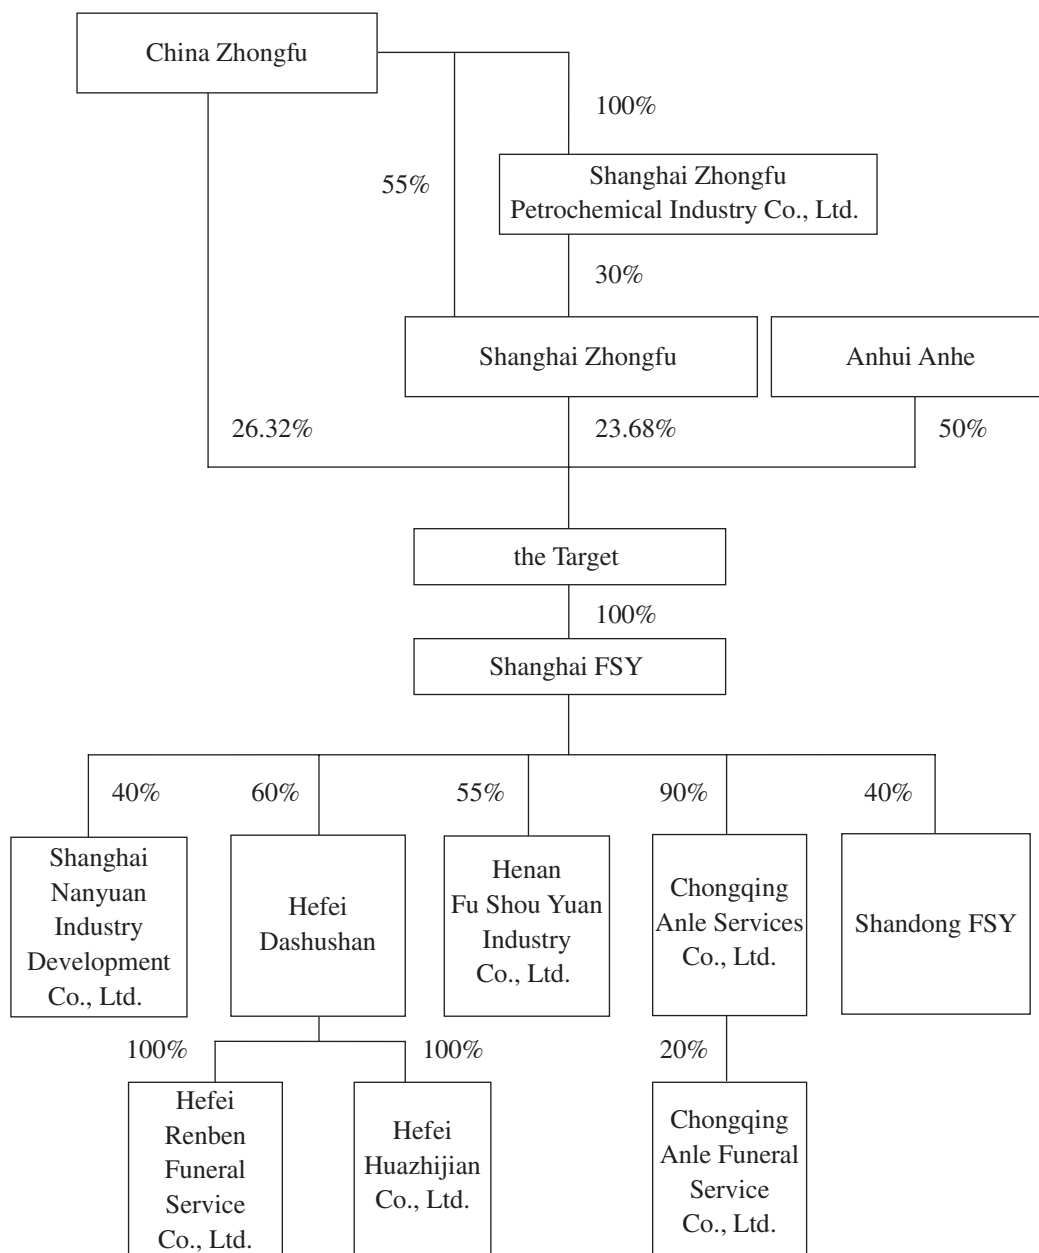 China Zhongfu
100%
55%
Shanghai Zhongfu
Petrochemical Industry Co., Ltd.
30%
Shanghai Zhongfu
Anhui Anhe
26.32%
23.68%
50%
the Target
100%
Shanghai FSY
40%
60%
55%
90%
40%
Shanghai
Nanyuan
Industry
Development
Co., Ltd.
Hefei
Dashushan
Henan
Fu Shou Yuan
Industry
Co., Ltd.
Chongqing
Anle Services
Co., Ltd.
Shandong FSY
100%
100%
20%
Hefei
Renben
Funeral
Service
Co., Ltd.
Hefei
Huazhijian
Co., Ltd.
Chongqing
Anle Funeral
Service
Co., Ltd.